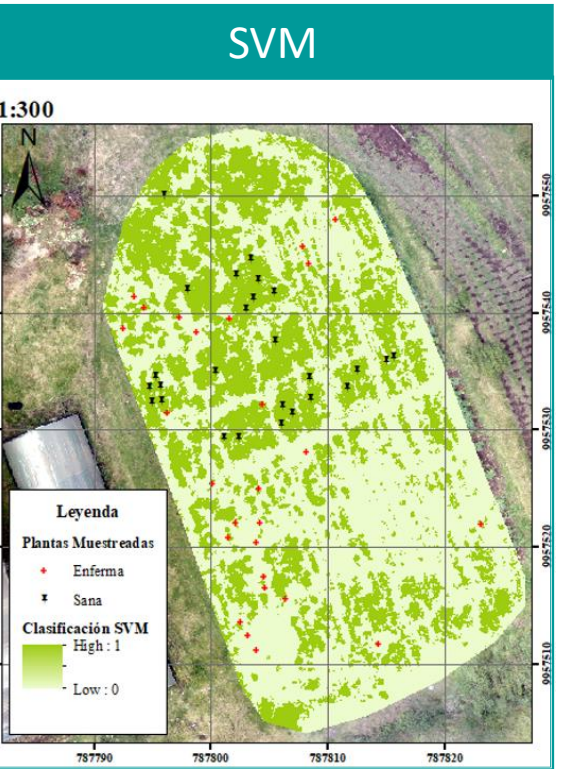 SVM
1:300
N
9957550
9957540
9957530
9957520
9957510
Leyenda
Plantas Muestreadas
Enferma
Sana
Clasificación SVM
High : 1
Low : 0
787790 787800 787810 787820